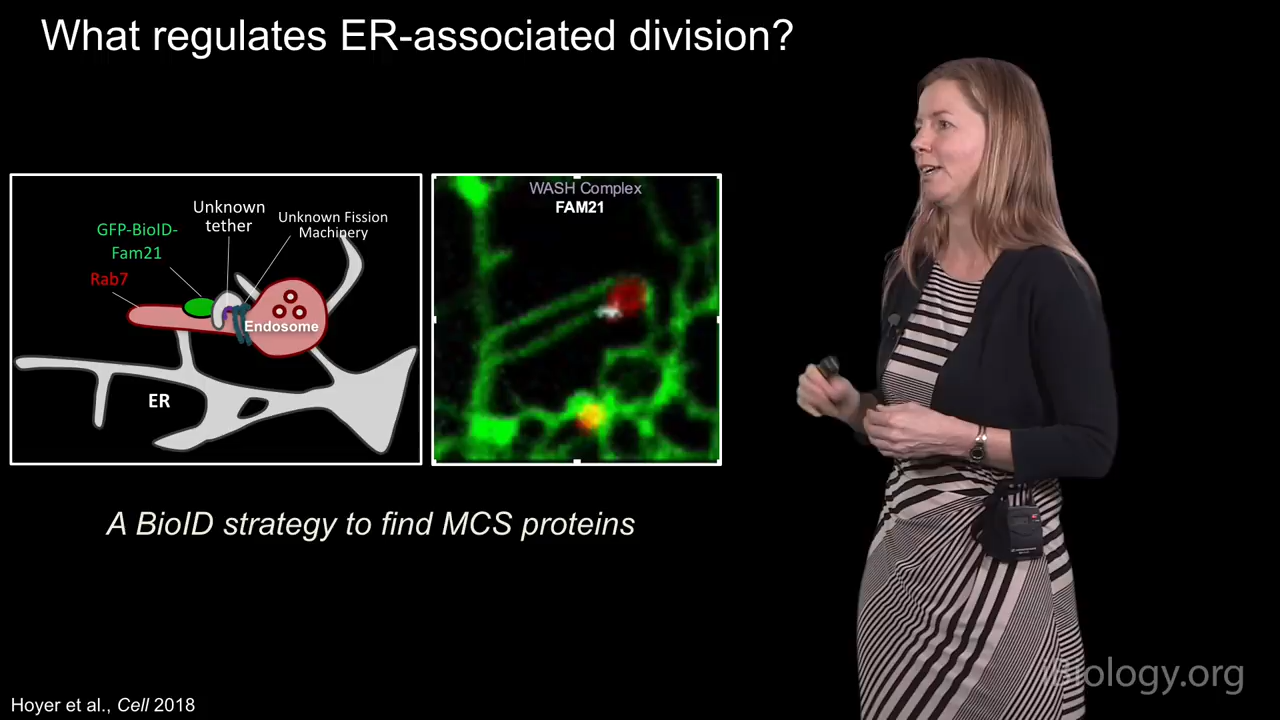 What regulates ER-associated division?
Unknown
tether
Unknown Fission
Machinery
GFP-BioID-
Fam21
Rab7
Endosome
ER
WASH Complex
FAM21
A BioID strategy to find MCS proteins
Hoyer et al., Cell 2018
iBiology.org